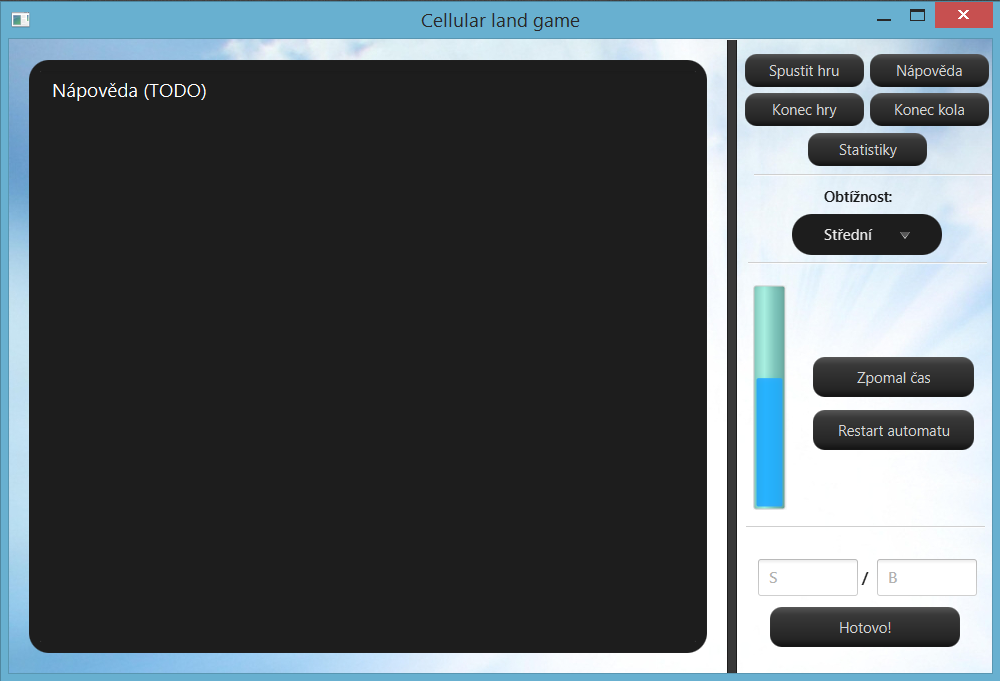 Cellular land game
Nápověda (TODO)
Spustit hru
Nápověda
Konec hry
Konec kola
Statistiky
Obtížnost:
Střední
Zpomal čas
Restart automatu
S / B
Hotovo!